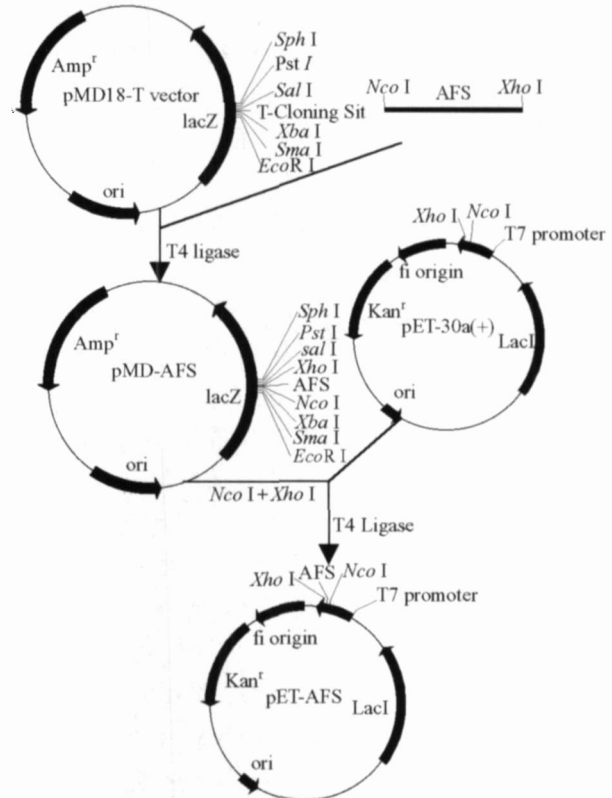 Sph I
Pst I
Sal I
T-Cloning Sit
Xba I
Sma I
EcoR I
Amp^r
pMD18-T vector
lacZ
ori
Nco I
AFS
Xho I
T4 ligase
Xho I
Nco I
T7 promoter
fi origin
Kan^r
pET-30a(+)
LacI
ori
Sph I
Pst I
sal I
Xho I
AFS
Nco I
Xba I
Sma I
EcoR I
Amp^r
pMD-AFS
lacZ
ori
Nco I+Xho I
T4 Ligase
Xho I
AFS
Nco I
T7 promoter
fi origin
Kan^r
pET-AFS
LacI
ori